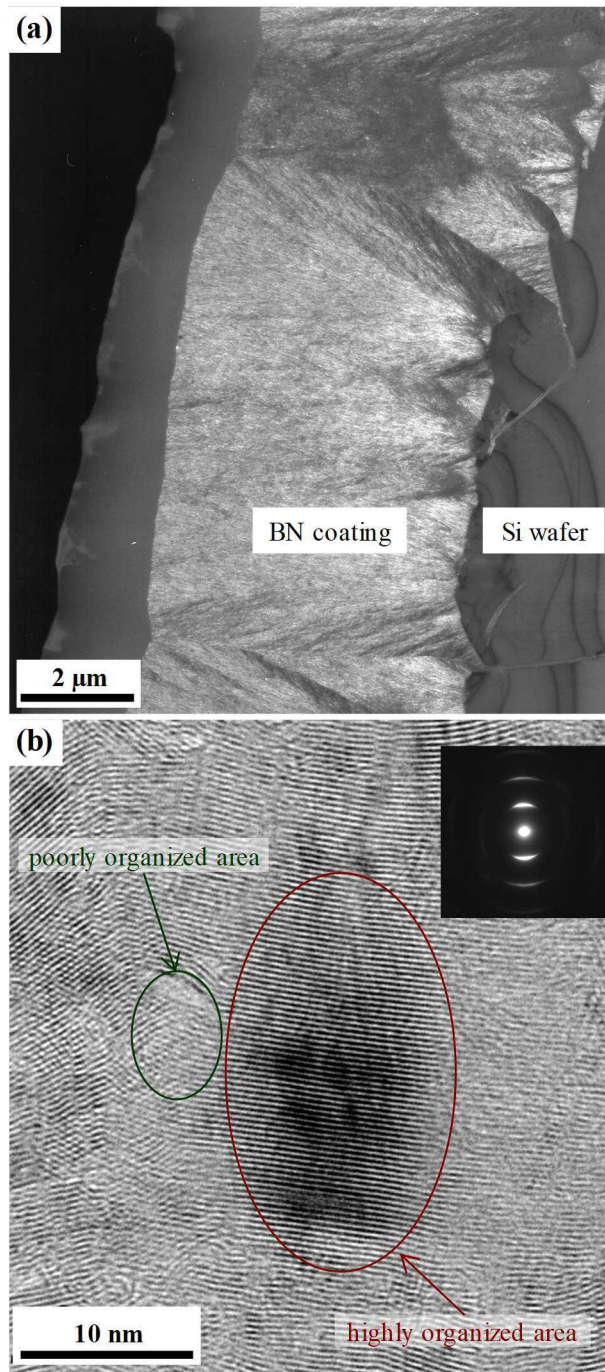 (a)
BN coating
Si wafer
2 μm
(b)
poorly organized area
10 nm
highly organized area